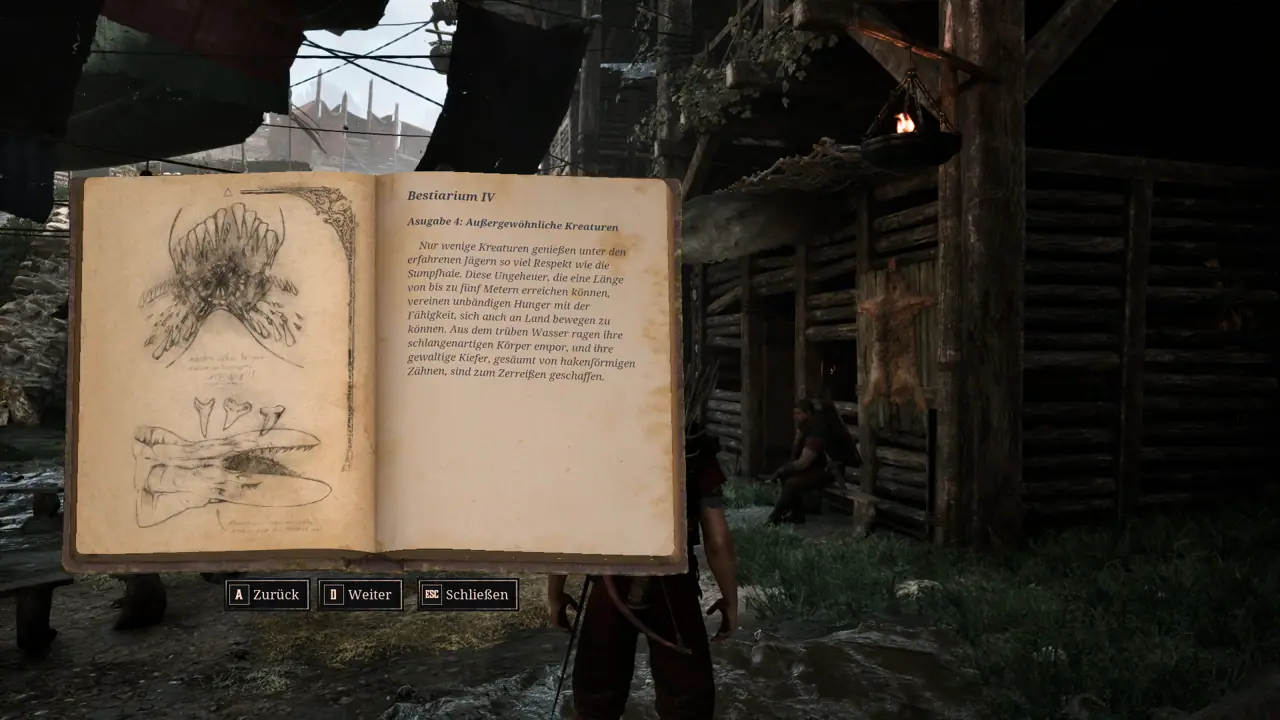 Bestiarium IV
Asugabe 4: Außergewöhnliche Kreaturen
Nur wenige Kreaturen genießen unter den
erfahrenen Jägern so viel Respekt wie die
Sumpfhaie. Diese Ungeheuer, die eine Länge
von bis zu fünf Metern erreichen können,
vereinen unbändigen Hunger mit der
Fähigkeit, sich auch an Land bewegen zu
können. Aus dem trüben Wasser ragen ihre
schlangenartigen Körper empor, und ihre
gewaltige Kiefer, gesäumt von hakenförmigen
Zähnen, sind zum Zerreißen geschaffen.
A Zurück
D Weiter
ESC Schließen